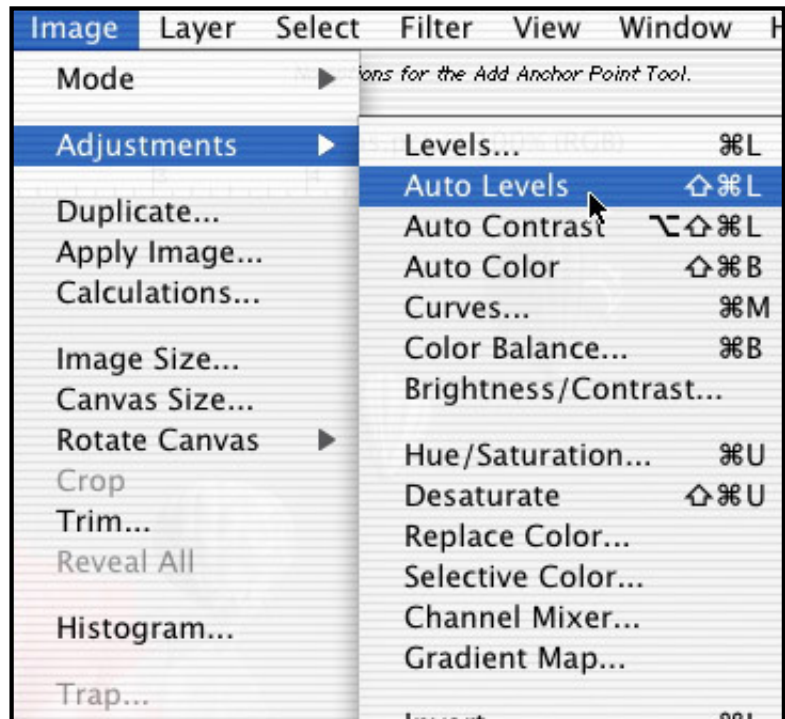 Image Layer Select Filter View Window
Mode ▶
ions for the Add Anchor Point Tool.
Adjustments ▶
Duplicate...
Apply Image...
Calculations...
Image Size...
Canvas Size...
Rotate Canvas ▶
Crop
Trim...
Reveal All
Histogram...
Trap...
Levels... ⌘L
Auto Levels ⇧⌘L
Auto Contrast ⌥⇧⌘L
Auto Color ⇧⌘B
Curves... ⌘M
Color Balance... ⌘B
Brightness/Contrast...
Hue/Saturation... ⌘U
Desaturate ⇧⌘U
Replace Color...
Selective Color...
Channel Mixer...
Gradient Map...